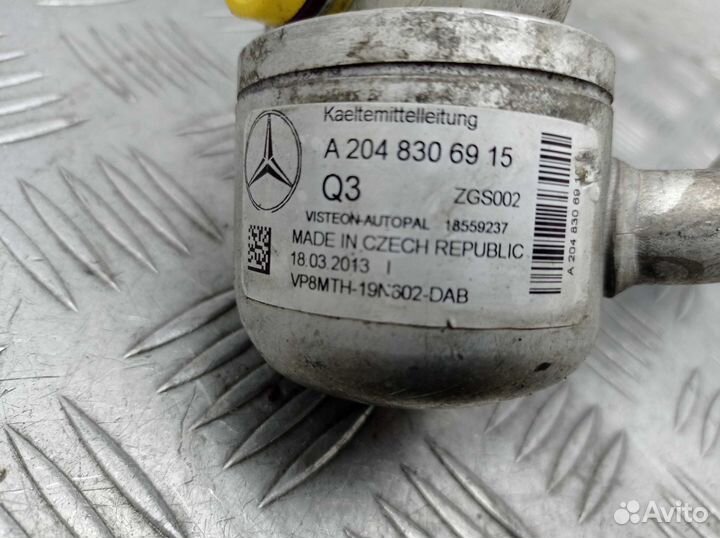 Kaeltemittelleitung
A 204 830 69 15
Q3 ZGS002
VISTEON-AUTOPAL 18559237
MADE IN CZECH REPUBLIC
18.03.2013 I
VP8MTH-19N602-DAB
A 204 830 69 1
Avito